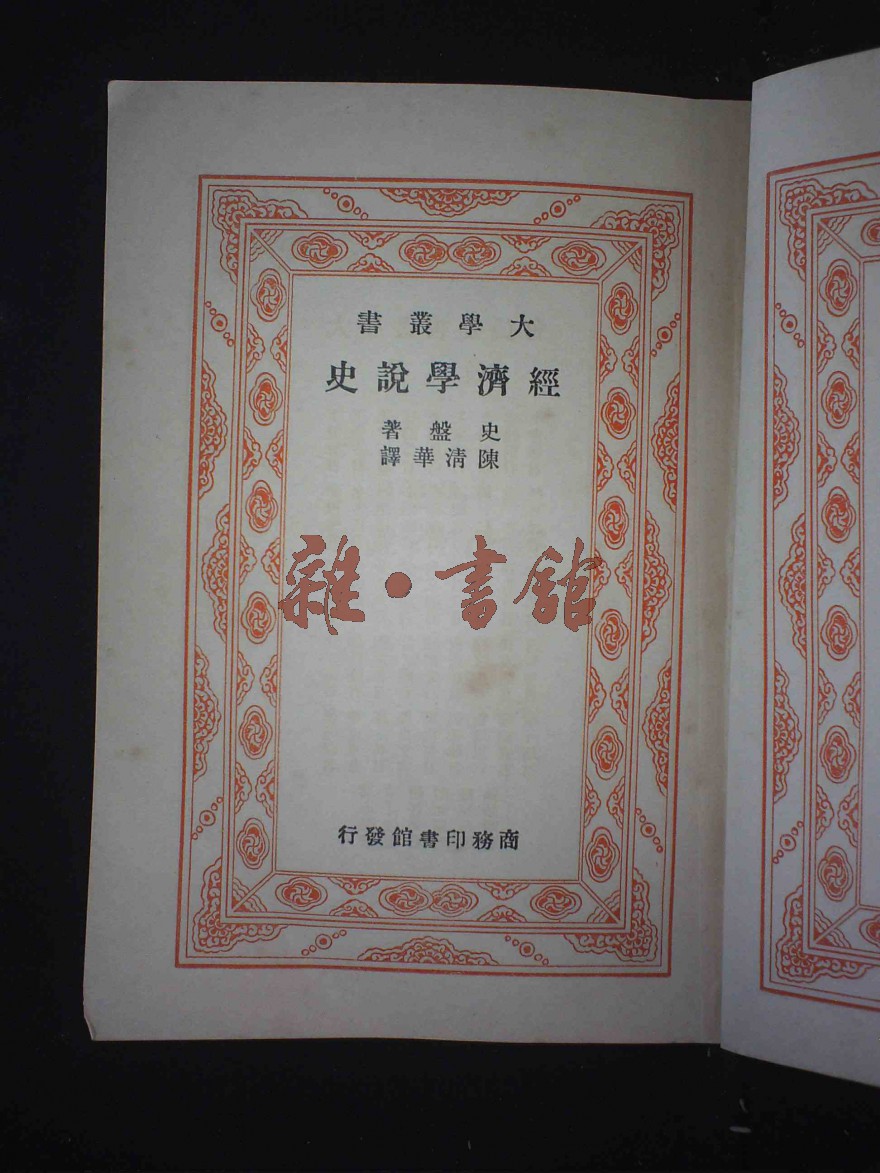 大學叢書
經濟學說史
史盤著
陳清華譯
雜·書館
商務印書館發行